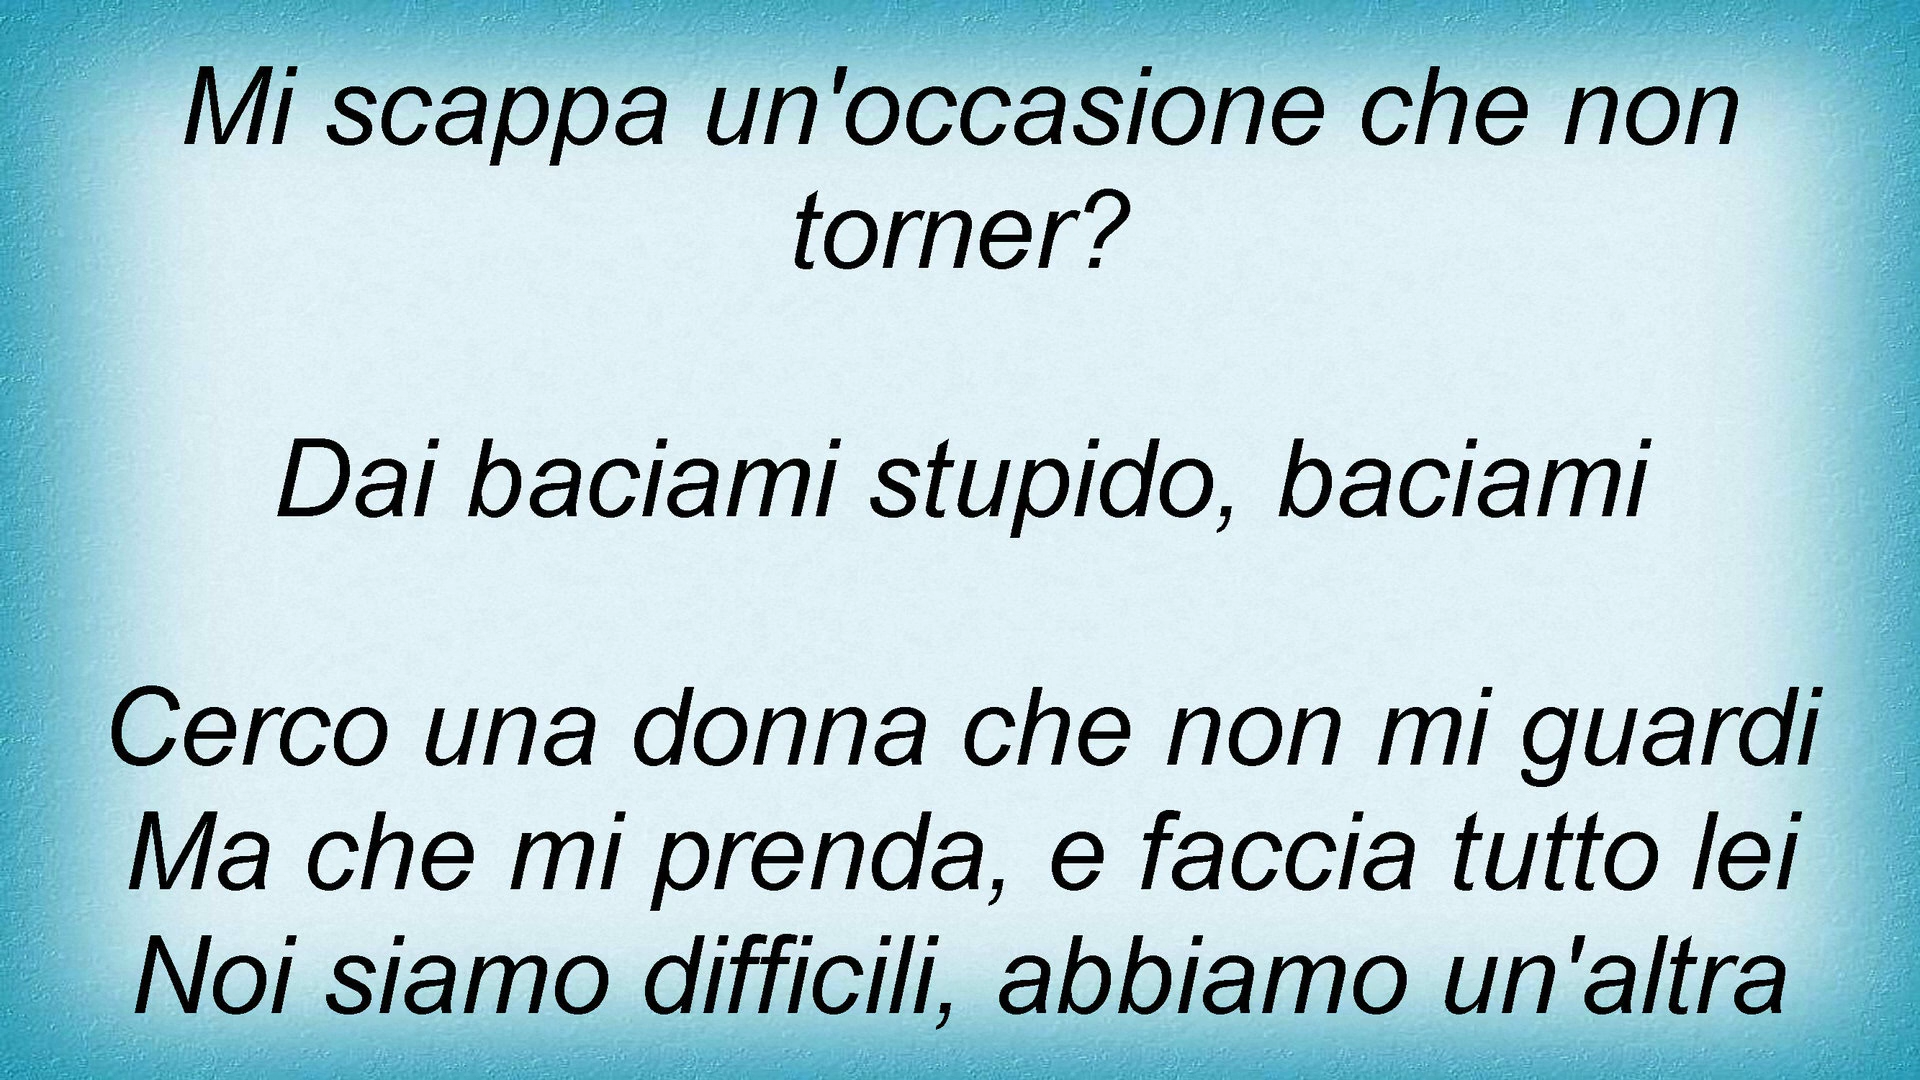 Mi scappa un'occasione che non
torner?
Dai baciami stupido, baciami
Cerco una donna che non mi guardi
Ma che mi prenda, e faccia tutto lei
Noi siamo difficili, abbiamo un'altra